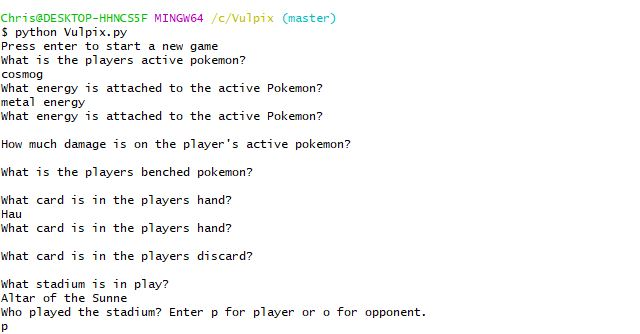 Chris@DESKTOP-HHNCS5F MINGW64 /c/Vulpix (master)
$ python Vulpix.py
Press enter to start a new game
What is the players active pokemon?
cosmog
What energy is attached to the active Pokemon?
metal energy
What energy is attached to the active Pokemon?
How much damage is on the player's active pokemon?
What is the players benched pokemon?
What card is in the players hand?
Hau
What card is in the players hand?
What card is in the players discard?
What stadium is in play?
Altar of the Sunne
Who played the stadium? Enter p for player or o for opponent.
p